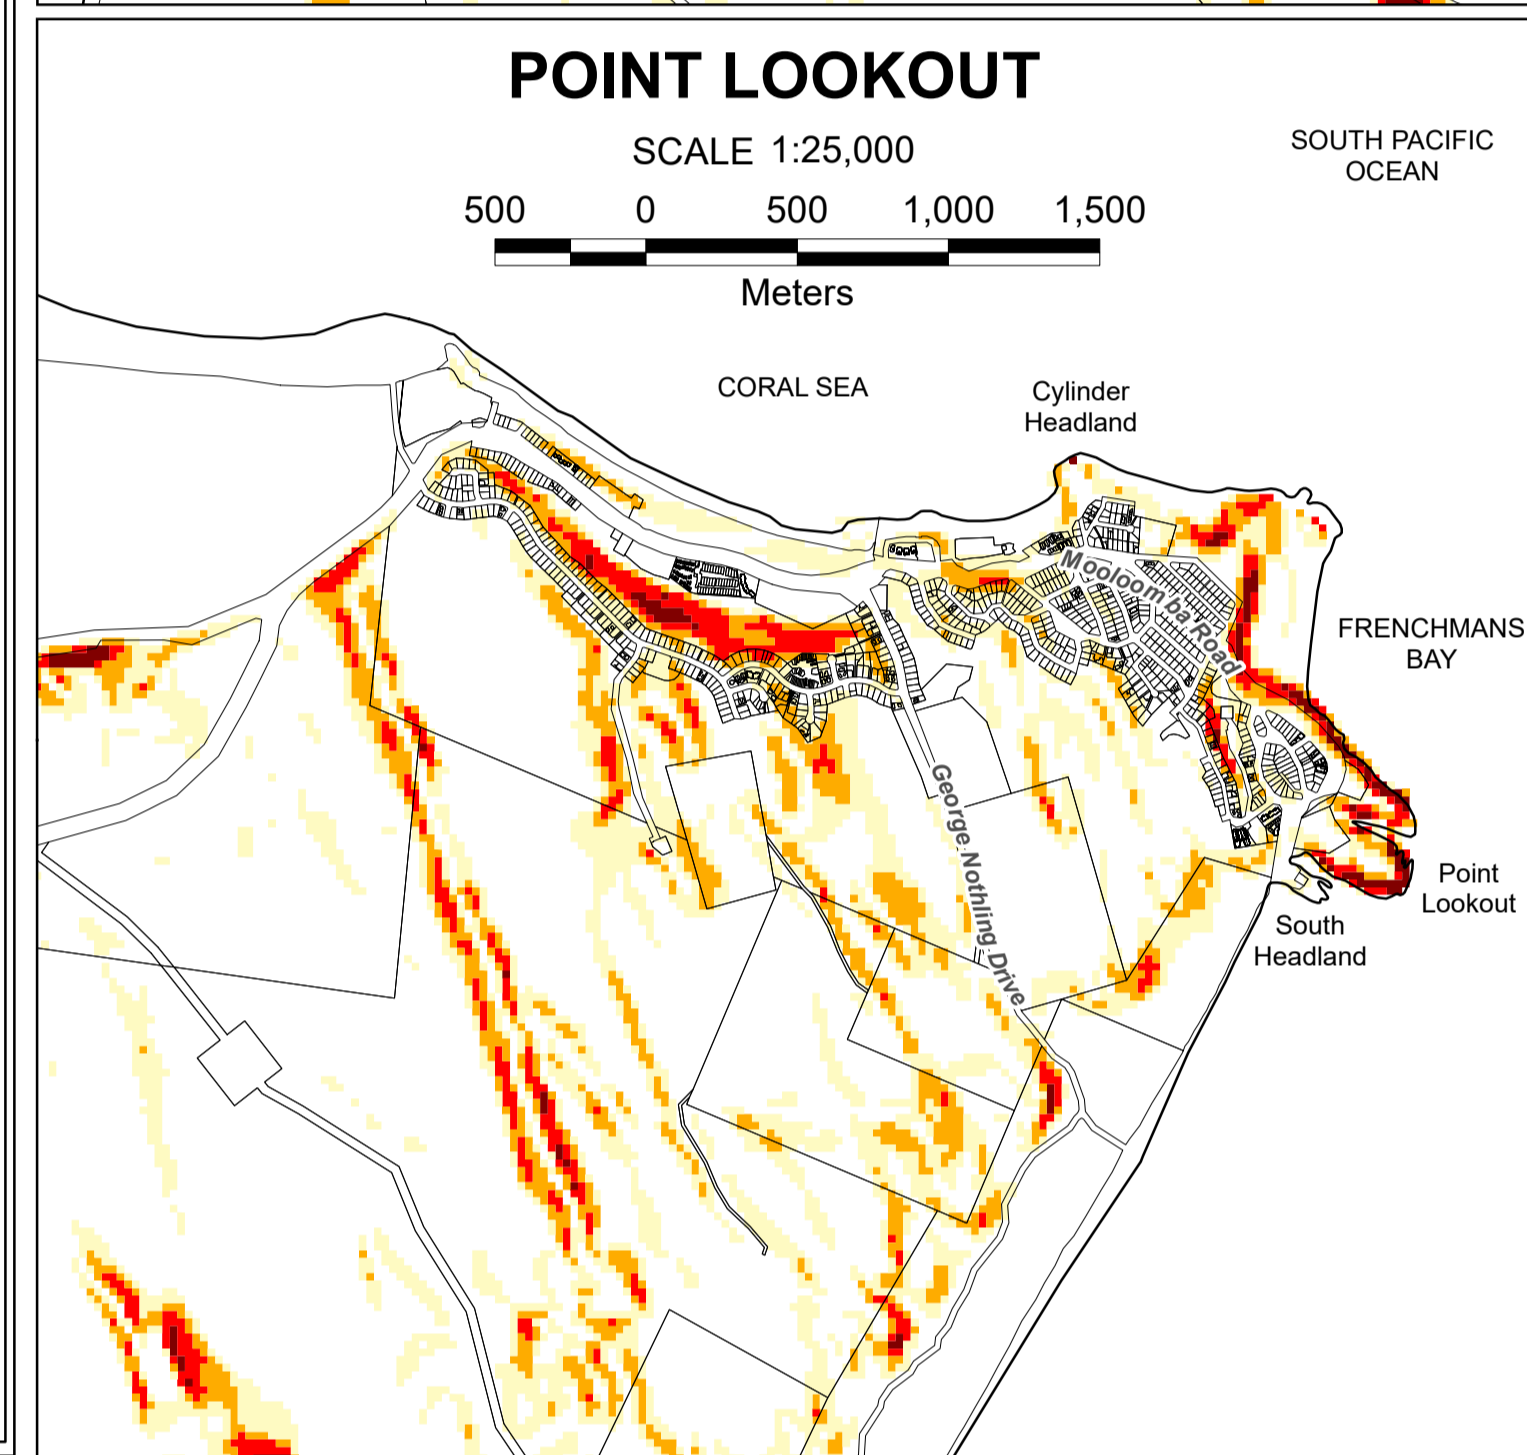 POINT LOOKOUT
SCALE 1:25,000
SOUTH PACIFIC
OCEAN
500 0 500 1,000 1,500
Meters
CORAL SEA
Cylinder
Headland
Mooloomba Road
FRENCHMANS
BAY
George Nothling Drive
Point
Lookout
South
Headland